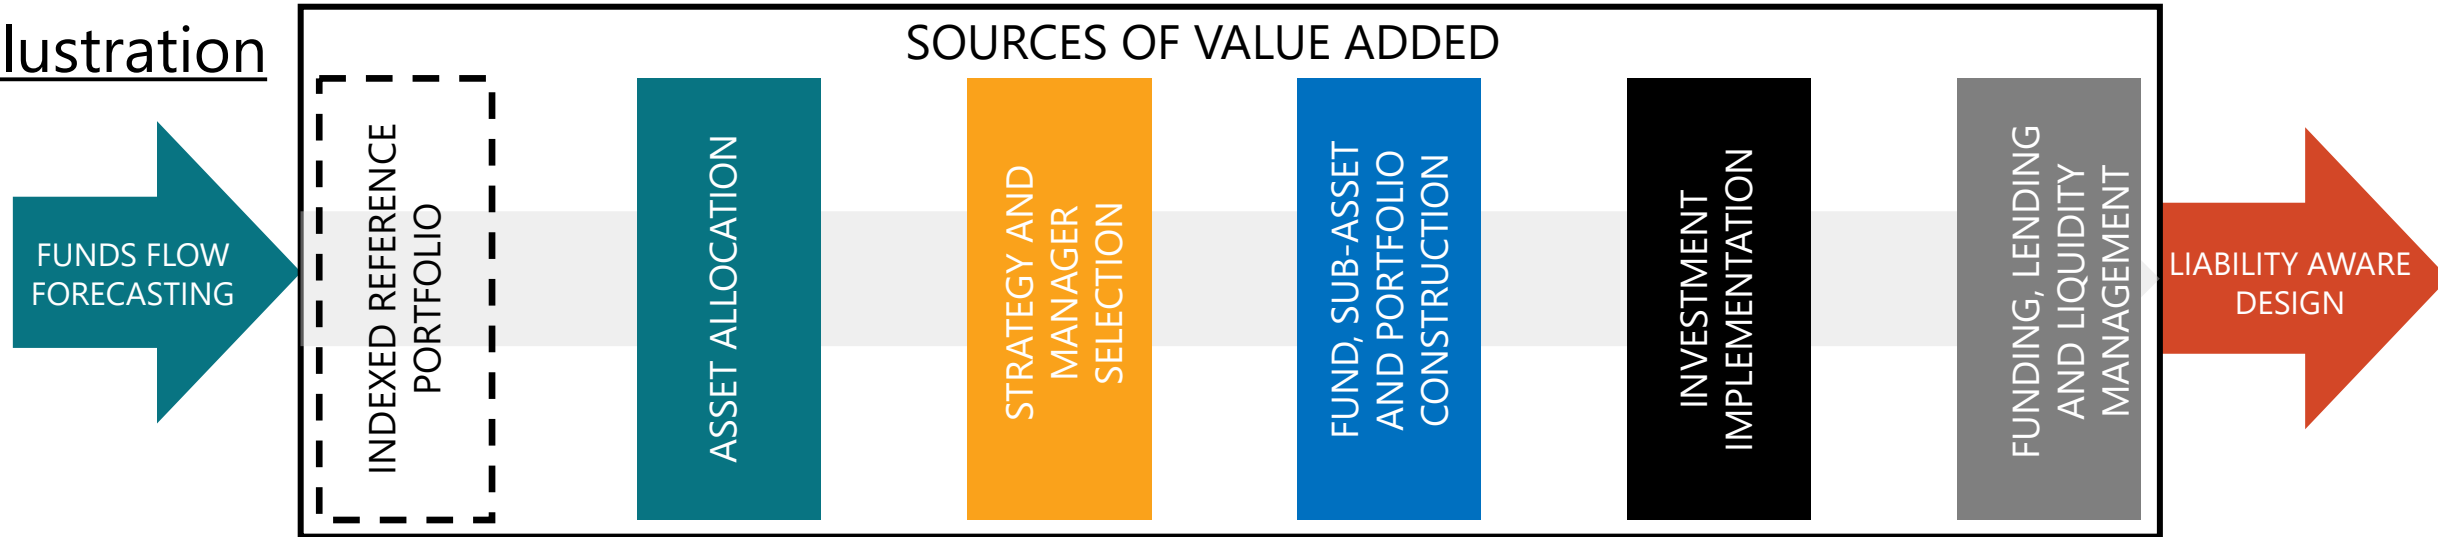 lustration
SOURCES OF VALUE ADDED
FUNDS FLOW
FORECASTING
INDEXED REFERENCE
PORTFOLIO
ASSET ALLOCATION
STRATEGY AND
MANAGER
SELECTION
FUND, SUB-ASSET
AND PORTFOLIO
CONSTRUCTION
INVESTMENT
IMPLEMENTATION
FUNDING, LENDING
AND LIQUIDITY
MANAGEMENT
LIABILITY AWARE
DESIGN